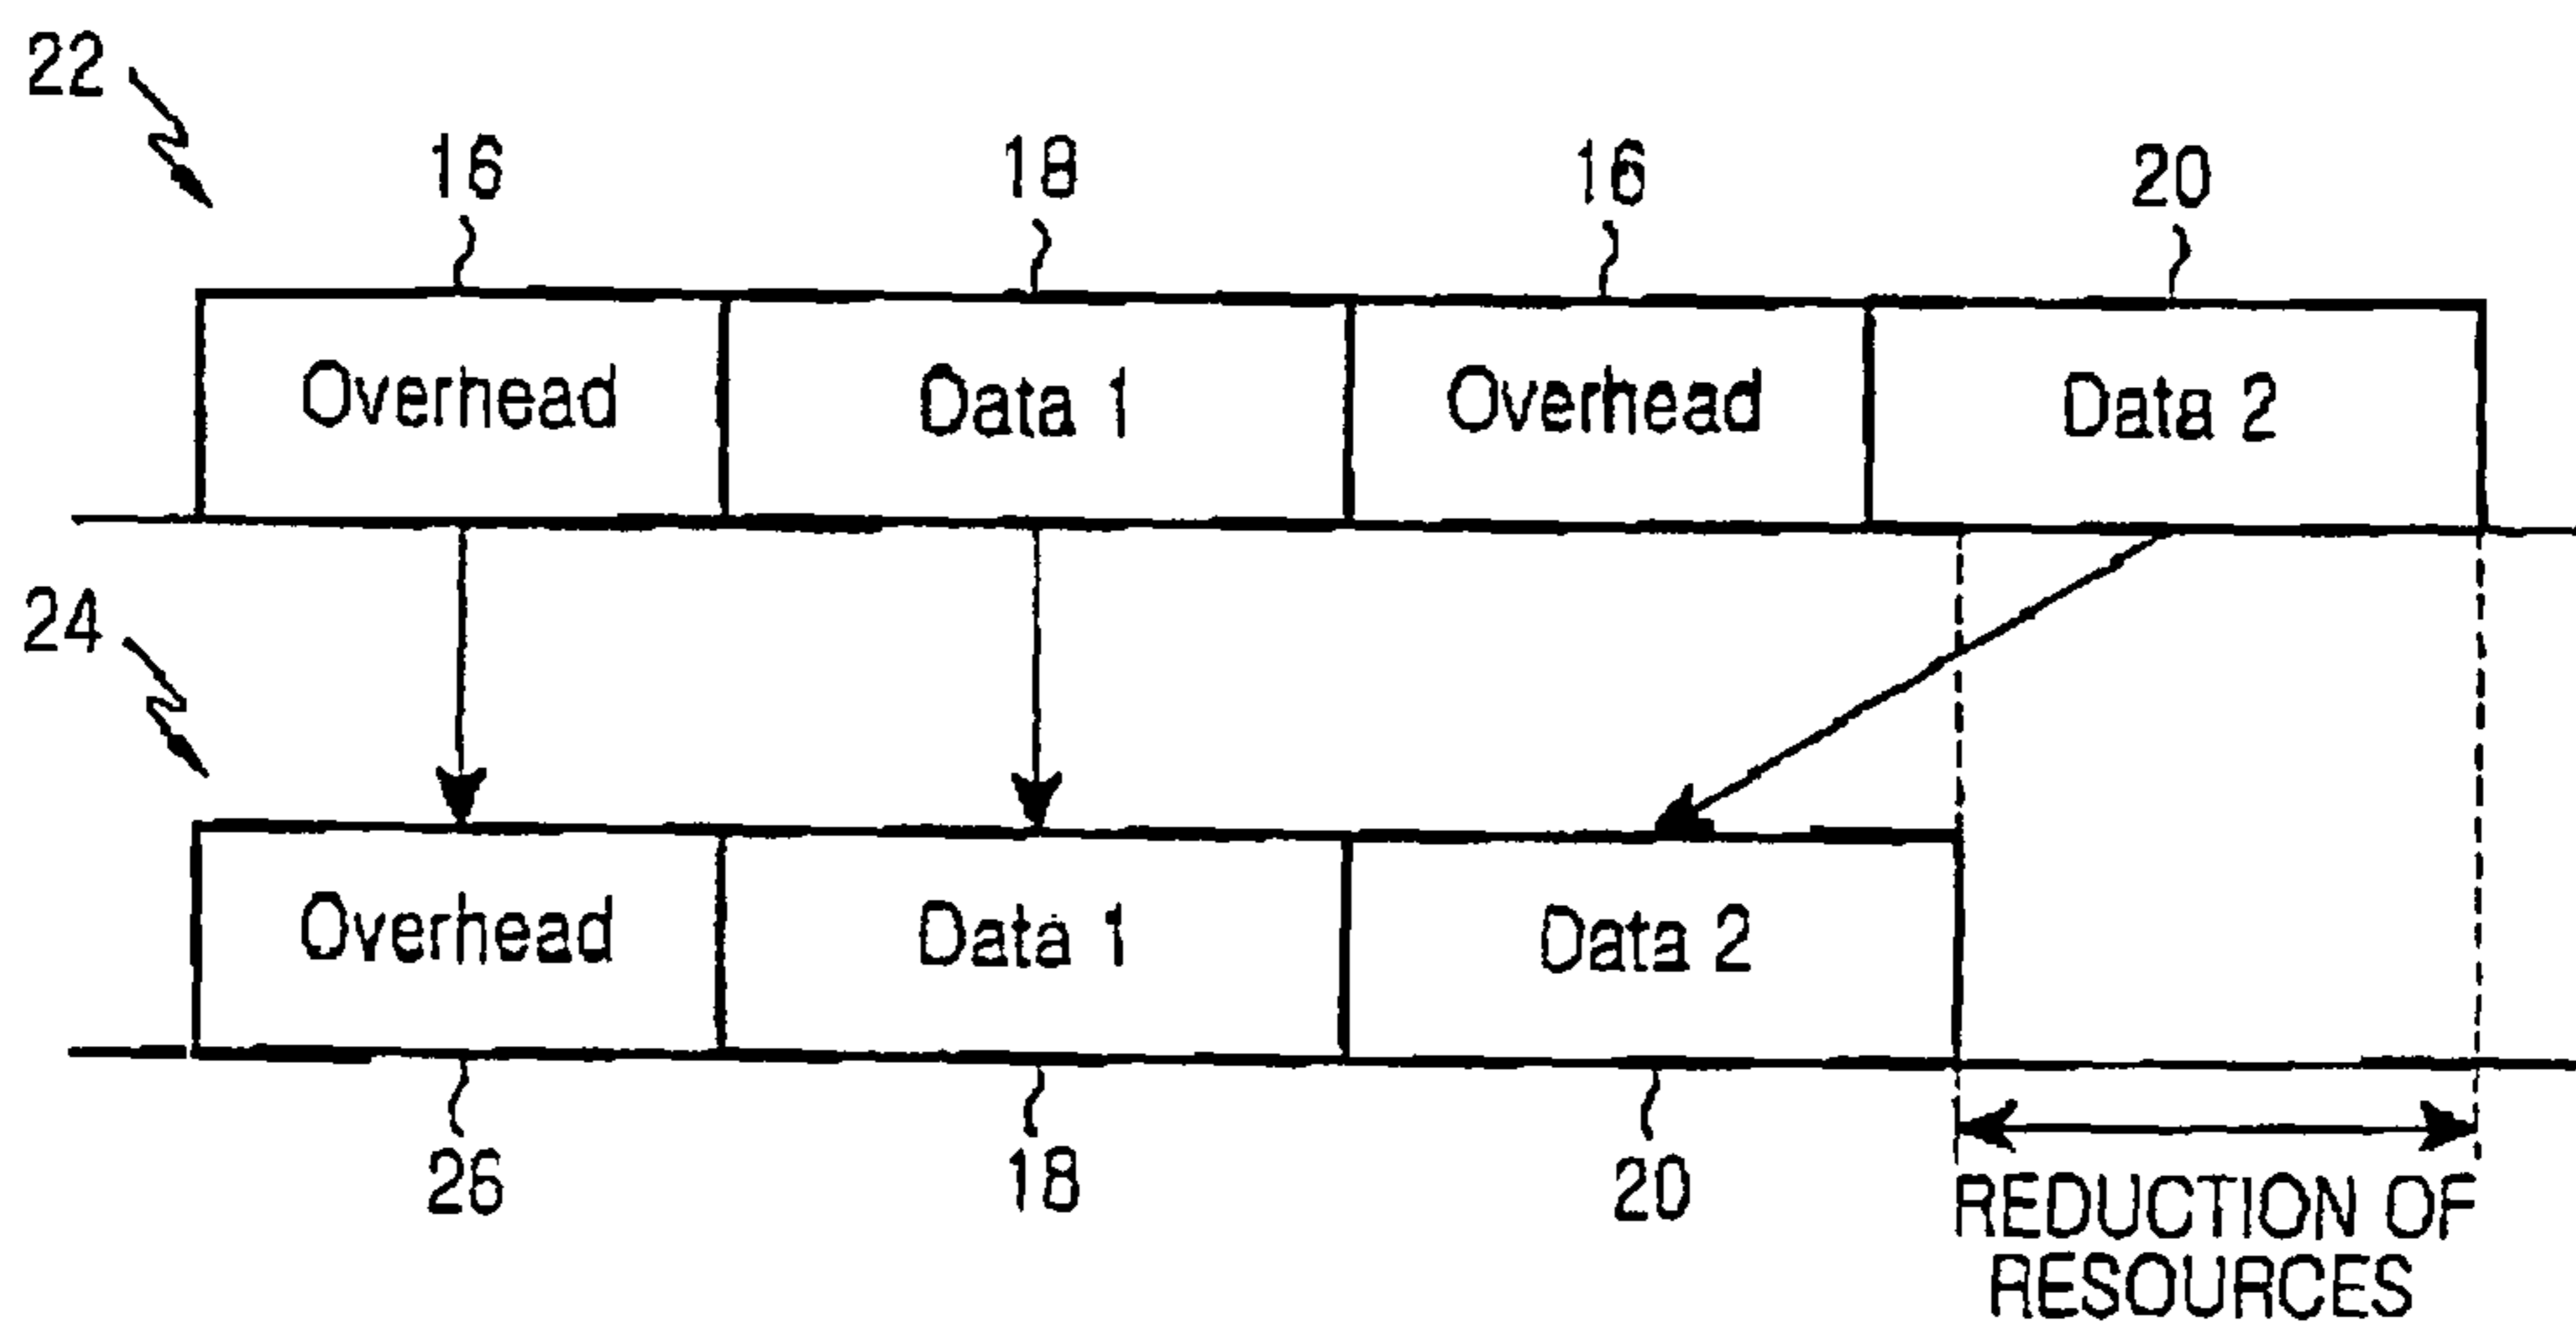 22
16 18 16 20
Overhead Data 1 Overhead Data 2
24
Overhead Data 1 Data 2
26 18 20
REDUCTION OF
RESOURCES